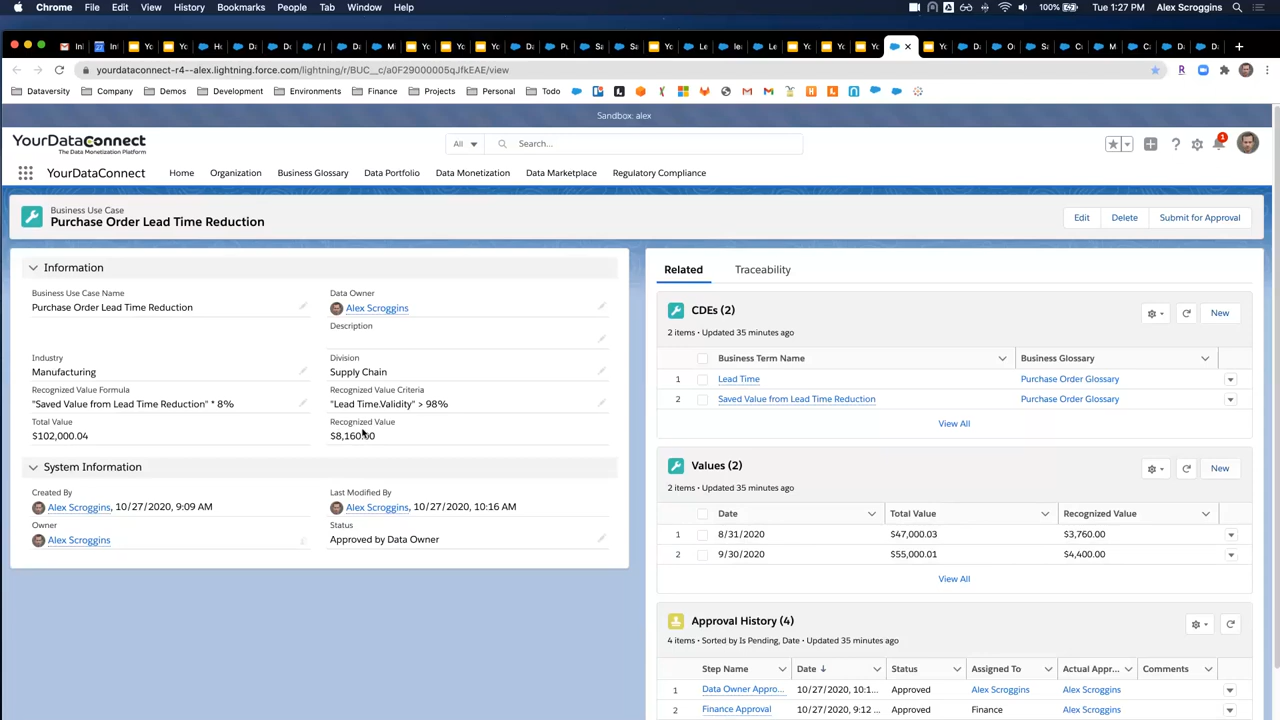 Chrome File Edit View History Bookmarks People Tab Window Help 100% Tue 1:27 PM Alex Scroggins
yourdataconnect-r4--alex.lightning.force.com/lightning/r/BUC__c/a0F29000005qJfkEAE/view
Dataversity Company Demos Development Environments Finance Projects Personal Todo
Sandbox: alex
YourDataConnect
The Data Monetization Platform
All Search... 1
YourDataConnect Home Organization Business Glossary Data Portfolio Data Monetization Data Marketplace Regulatory Compliance
Business Use Case
Purchase Order Lead Time Reduction
Edit Delete Submit for Approval
Information
Business Use Case Name
Purchase Order Lead Time Reduction
Data Owner
Alex Scroggins
Description
Industry
Manufacturing
Division
Supply Chain
Recognized Value Formula
"Saved Value from Lead Time Reduction" * 8%
Recognized Value Criteria
"Lead Time.Validity" > 98%
Total Value
$102,000.04
Recognized Value
$8,160.00
System Information
Created By
Alex Scroggins, 10/27/2020, 9:09 AM
Last Modified By
Alex Scroggins, 10/27/2020, 10:16 AM
Owner
Alex Scroggins
Status
Approved by Data Owner
Related Traceability
CDEs (2)
New
2 items • Updated 35 minutes ago
Business Term Name Business Glossary
1 Lead Time Purchase Order Glossary
2 Saved Value from Lead Time Reduction Purchase Order Glossary
View All
Values (2)
New
2 items • Updated 35 minutes ago
Date Total Value Recognized Value
1 8/31/2020 $47,000.03 $3,760.00
2 9/30/2020 $55,000.01 $4,400.00
View All
Approval History (4)
4 items • Sorted by Is Pending, Date • Updated 35 minutes ago
Step Name Date Status Assigned To Actual Appr... Comments
1 Data Owner Appro... 10/27/2020, 10:1... Approved Alex Scroggins Alex Scroggins
2 Finance Approval 10/27/2020, 9:12 ... Approved Finance Alex Scroggins